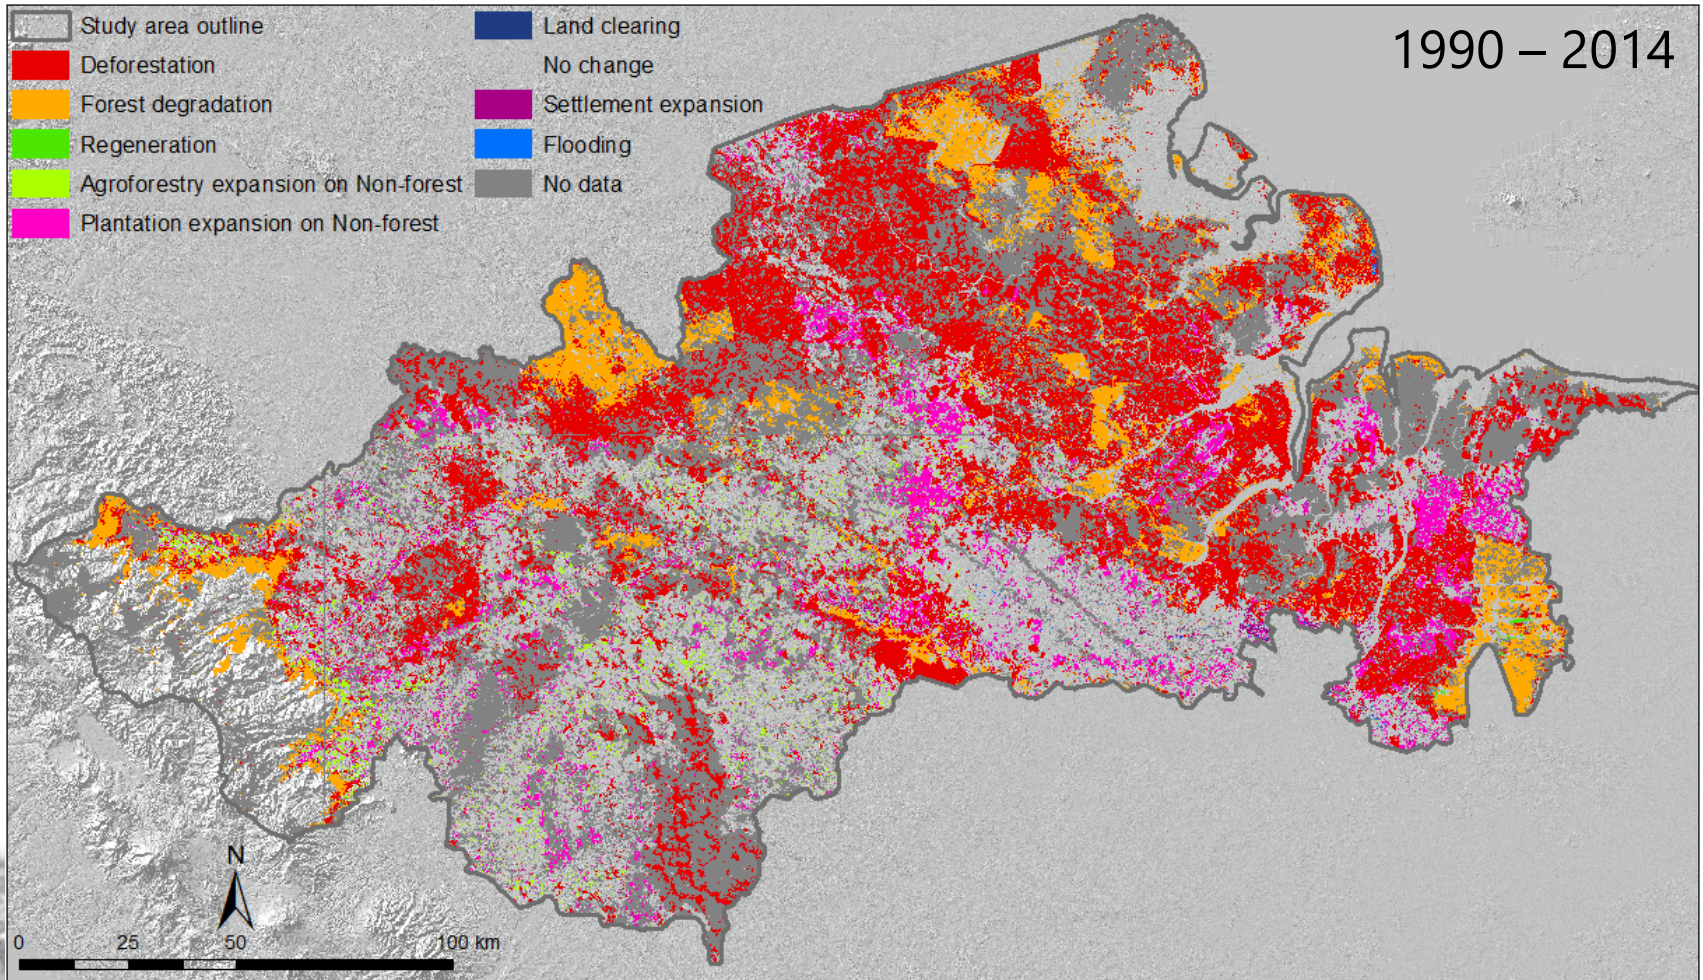 Study area outline
Deforestation
Forest degradation
Regeneration
Agroforestry expansion on Non-forest
Plantation expansion on Non-forest
Land clearing
No change
Settlement expansion
Flooding
No data
1990 – 2014
N
0 25 50 100 km